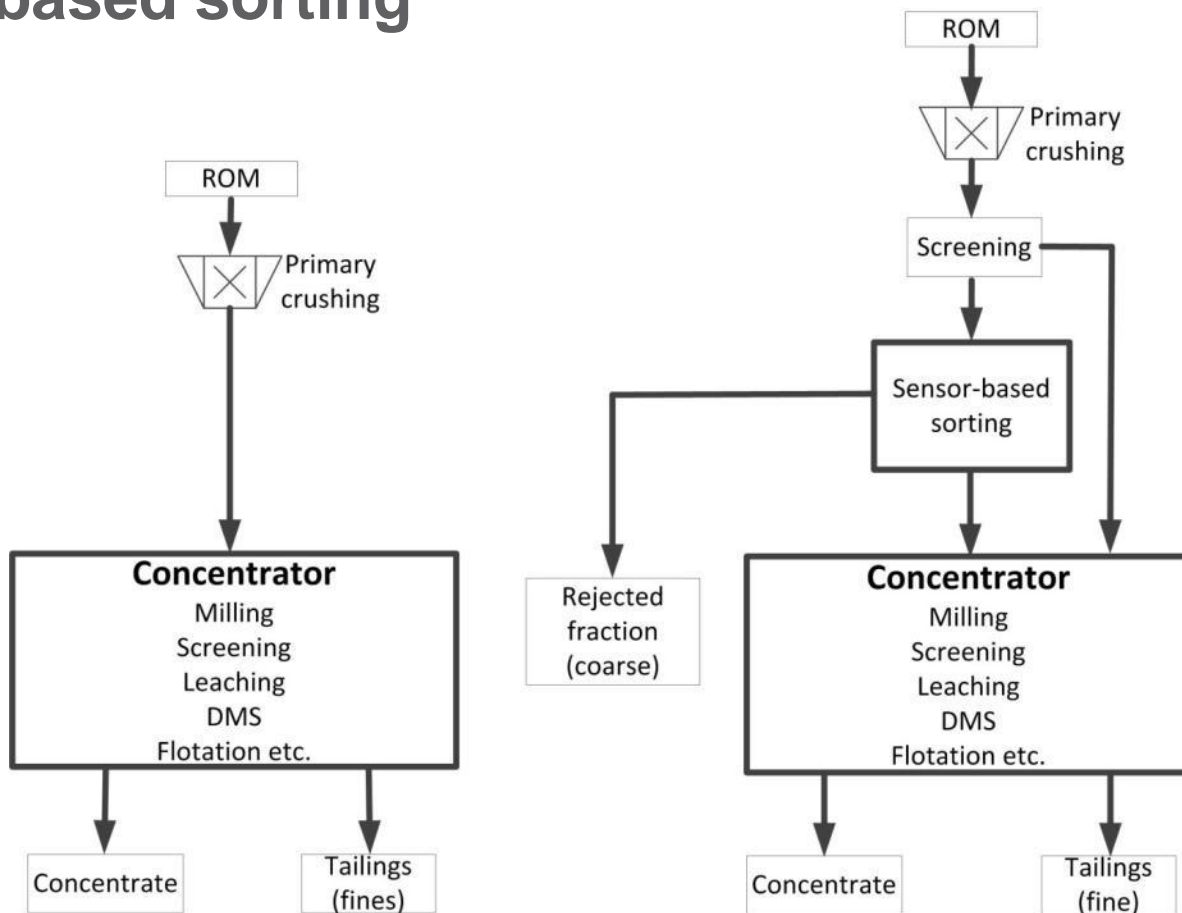 based sorting
ROM
Primary
crushing
Concentrator
Milling
Screening
Leaching
DMS
Flotation etc.
Concentrate
Tailings
(fines)
ROM
Primary
crushing
Screening
Sensor-based
sorting
Rejected
fraction
(coarse)
Concentrator
Milling
Screening
Leaching
DMS
Flotation etc.
Concentrate
Tailings
(fine)